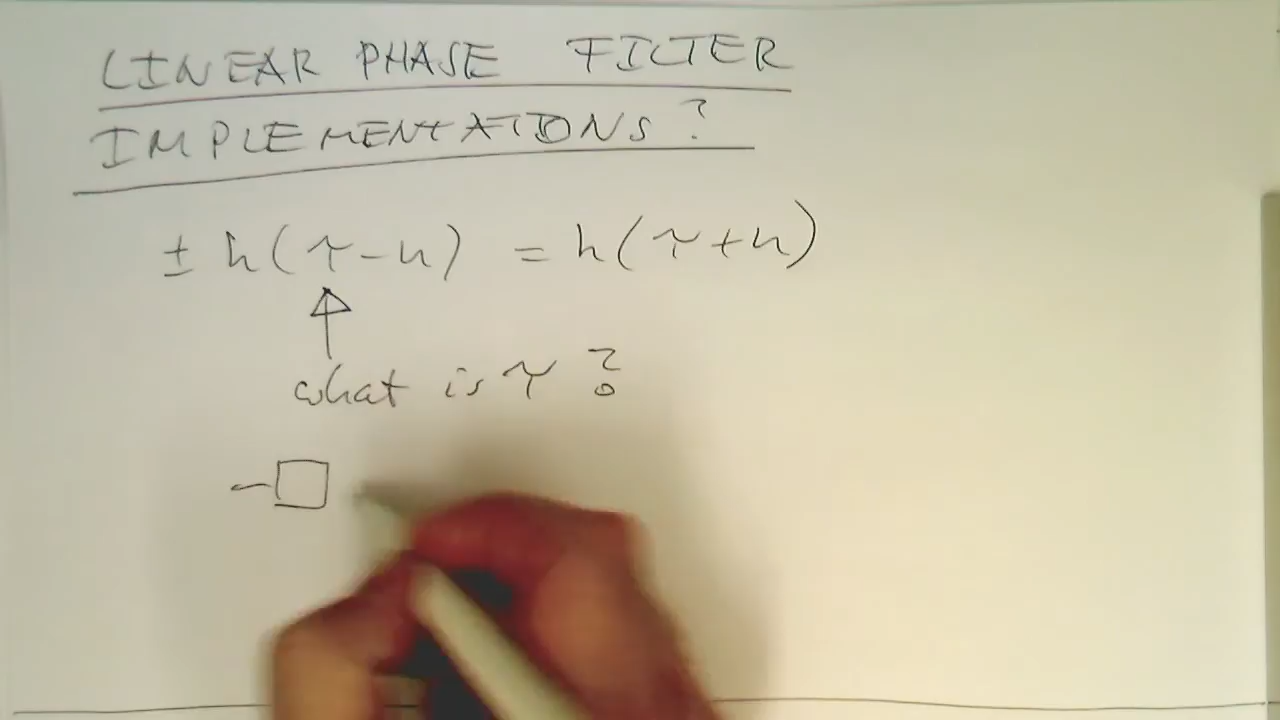 LINEAR PHASE FILTER
IMPLEMENTATIONS?
± h(τ-n) = h(τ+n)
what is τ ?